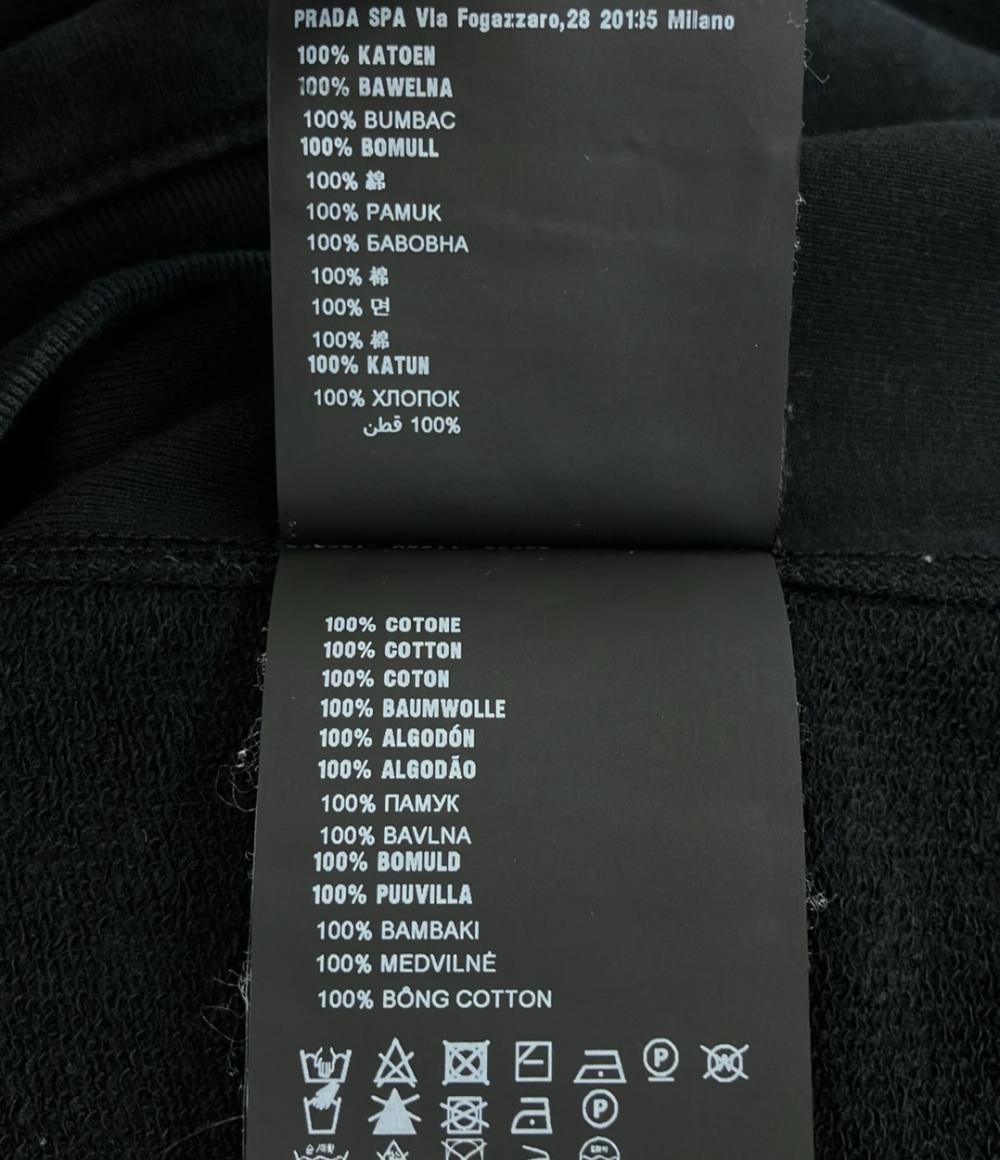 PRADA SPA VIa Fogazzaro,28 20135 Milano
100% KATOEN
100% BAWELNA
100% BUMBAC
100% BOMULL
100% 綿
100% PAMUK
100% БАВОВНА
100% 棉
100% 면
100% 棉
100% KATUN
100% ХЛОПОК
100% قطن
100% COTONE
100% COTTON
100% COTON
100% BAUMWOLLE
100% ALGODÓN
100% ALGODÃO
100% ПАМУК
100% BAVLNA
100% BOMULD
100% PUUVILLA
100% BAMBAKI
100% MEDVILNĖ
100% BÔNG COTTON
P W
P